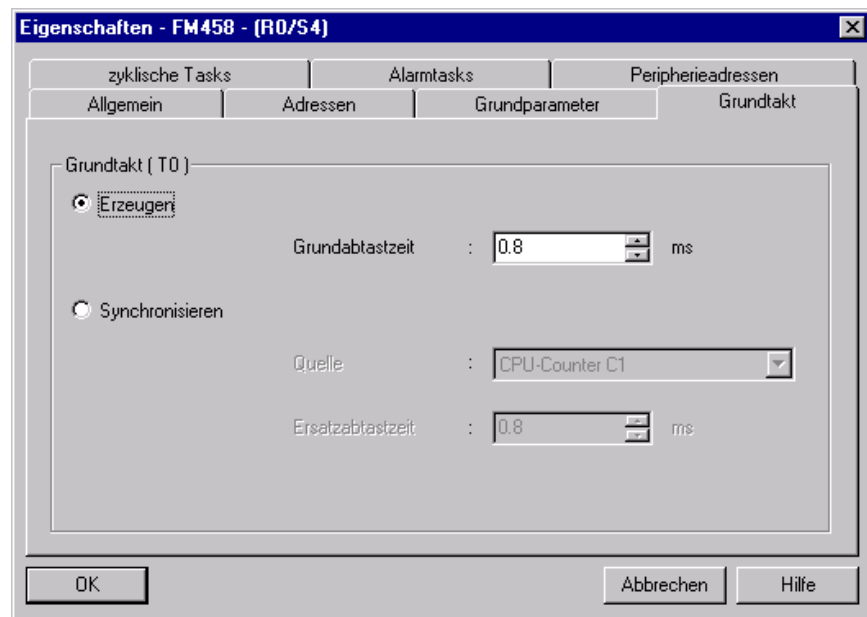 Eigenschaften - FM458 - (R0/S4)
zyklische Tasks Alarmtasks Peripherieadressen
Allgemein Adressen Grundparameter Grundtakt
Grundtakt ( T0 )
Erzeugen
Grundabtastzeit : 0.8 ms
Synchronisieren
Quelle : CPU-Counter C1
Ersatzabtastzeit : 0.8 ms
OK Abbrechen Hilfe